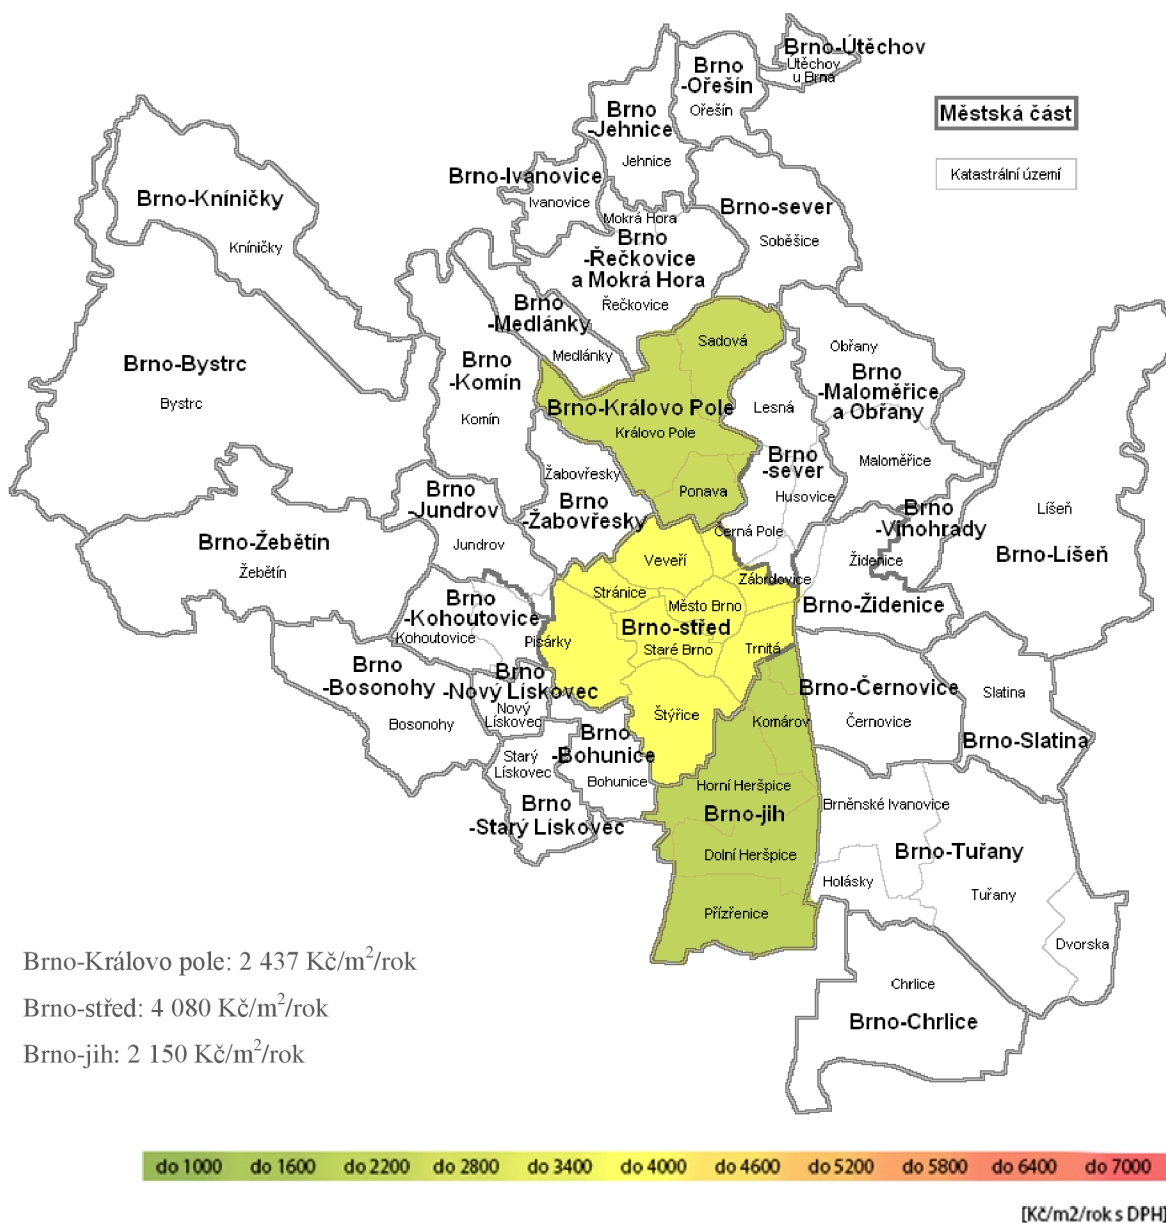 Brno-Útěchov
Útěchov
u Brna
Brno
-Ořešín
Ořešín
Brno
-Jehnice
Jehnice
Městská část
Katastrální území
Brno-Ivanovice
Ivanovice
Brno-Kníničky
Kníničky
Brno-sever
Soběšice
Mokrá Hora
Brno
-Řečkovice
a Mokrá Hora
Řečkovice
Brno
-Medlánky
Medlánky
Sadová
Obřany
Brno
-Maloměřice
a Obřany
Maloměřice
Brno-Bystrc
Bystrc
Brno
-Komín
Komín
Brno-Královo Pole
Královo Pole
Ponava
Lesná
Brno
-sever
Husovice
Černá Pole
Žabovřesky
Brno
-Žabovřesky
Brno
-Jundrov
Jundrov
Brno
-Vinohrady
Židenice
Líšeň
Brno-Líšeň
Brno-Žebětín
Žebětín
Veveří
Stránice
Zábrdovice
Město Brno
Brno-střed
Staré Brno
Trnitá
Pisárky
Štýřice
Brno-Židenice
Brno
-Kohoutovice
Kohoutovice
Brno
-Bosonohy
Bosonohy
Brno
-Nový Lískovec
Nový
Lískovec
Brno
-Bohunice
Bohunice
Starý
Lískovec
Brno
-Starý Lískovec
Brno-Černovice
Černovice
Slatina
Brno-Slatina
Komárov
Horní Heršpice
Brno-jih
Dolní Heršpice
Přízřenice
Brněnské Ivanovice
Brno-Tuřany
Holásky
Tuřany
Dvorska
Chrlice
Brno-Chrlice
Brno-Královo pole: 2 437 Kč/m²/rok
Brno-střed: 4 080 Kč/m²/rok
Brno-jih: 2 150 Kč/m²/rok
do 1000 do 1600 do 2200 do 2800 do 3400 do 4000 do 4600 do 5200 do 5800 do 6400 do 7000
[Kč/m2/rok s DPH]